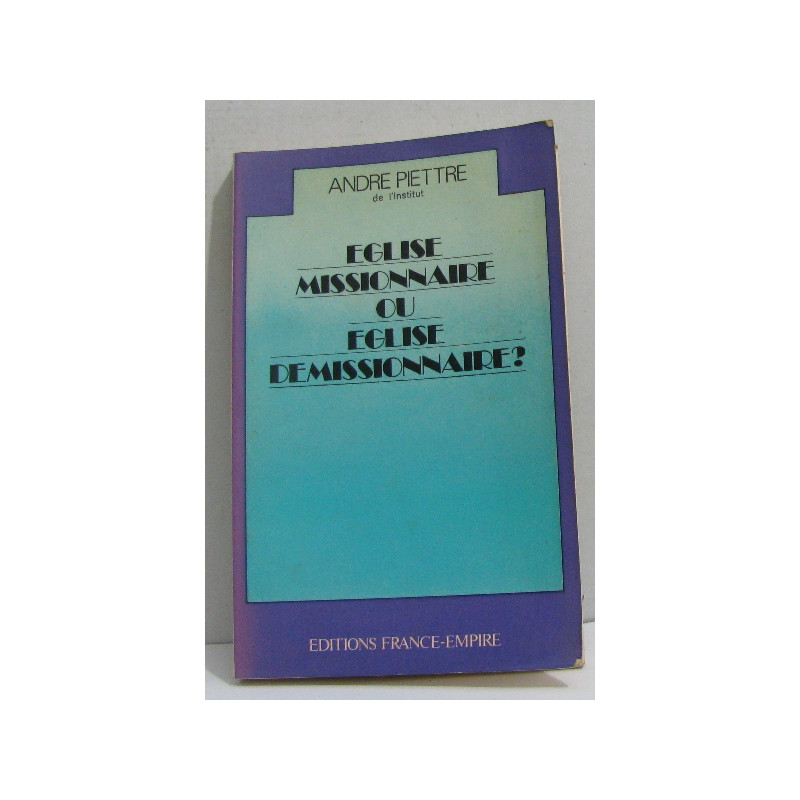 ANDRE PIETTRE
de l'Institut
EGLISE
MISSIONNAIRE
OU
EGLISE
DEMISSIONNAIRE?
EDITIONS FRANCE-EMPIRE